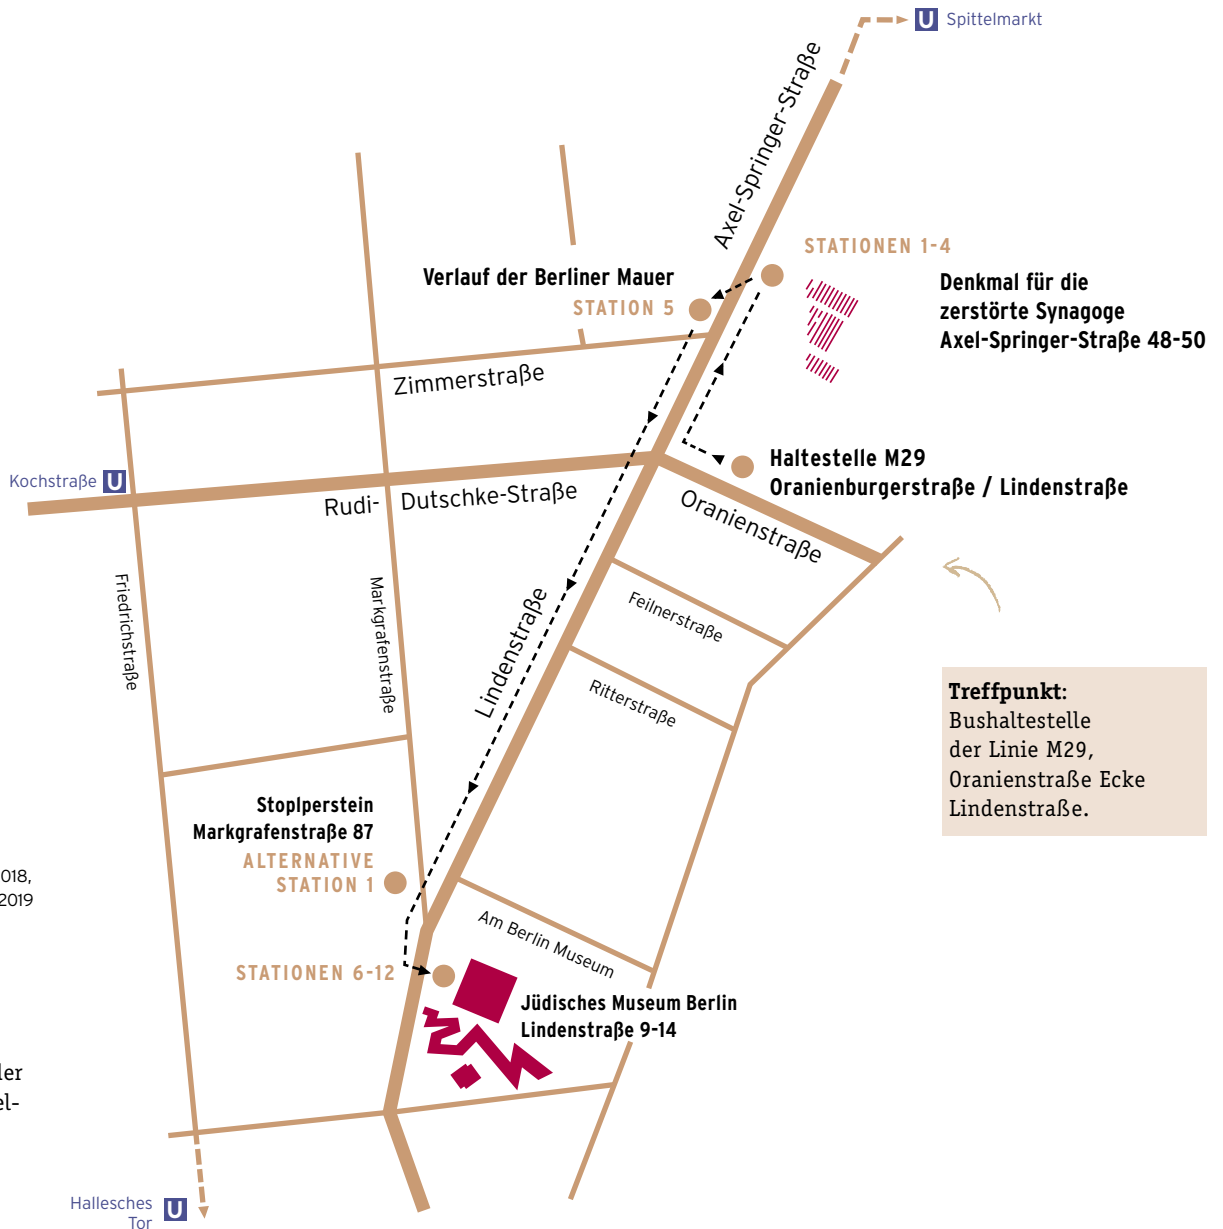 U Spittelmarkt
Axel-Springer-Straße
STATIONEN 1-4
Verlauf der Berliner Mauer
STATION 5
Denkmal für die
zerstörte Synagoge
Axel-Springer-Straße 48-50
Zimmerstraße
Kochstraße U
Rudi- Dutschke-Straße
Haltestelle M29
Oranienburgerstraße / Lindenstraße
Oranienstraße
Friedrichstraße
Markgrafenstraße
Lindenstraße
Feilnerstraße
Ritterstraße
Treffpunkt:
Bushaltestelle
der Linie M29,
Oranienstraße Ecke
Lindenstraße.
Stoplperstein
Markgrafenstraße 87
ALTERNATIVE
STATION 1
018,
2019
Am Berlin Museum
STATIONEN 6-12
Jüdisches Museum Berlin
Lindenstraße 9-14
ler
el-
Hallesches
Tor
U